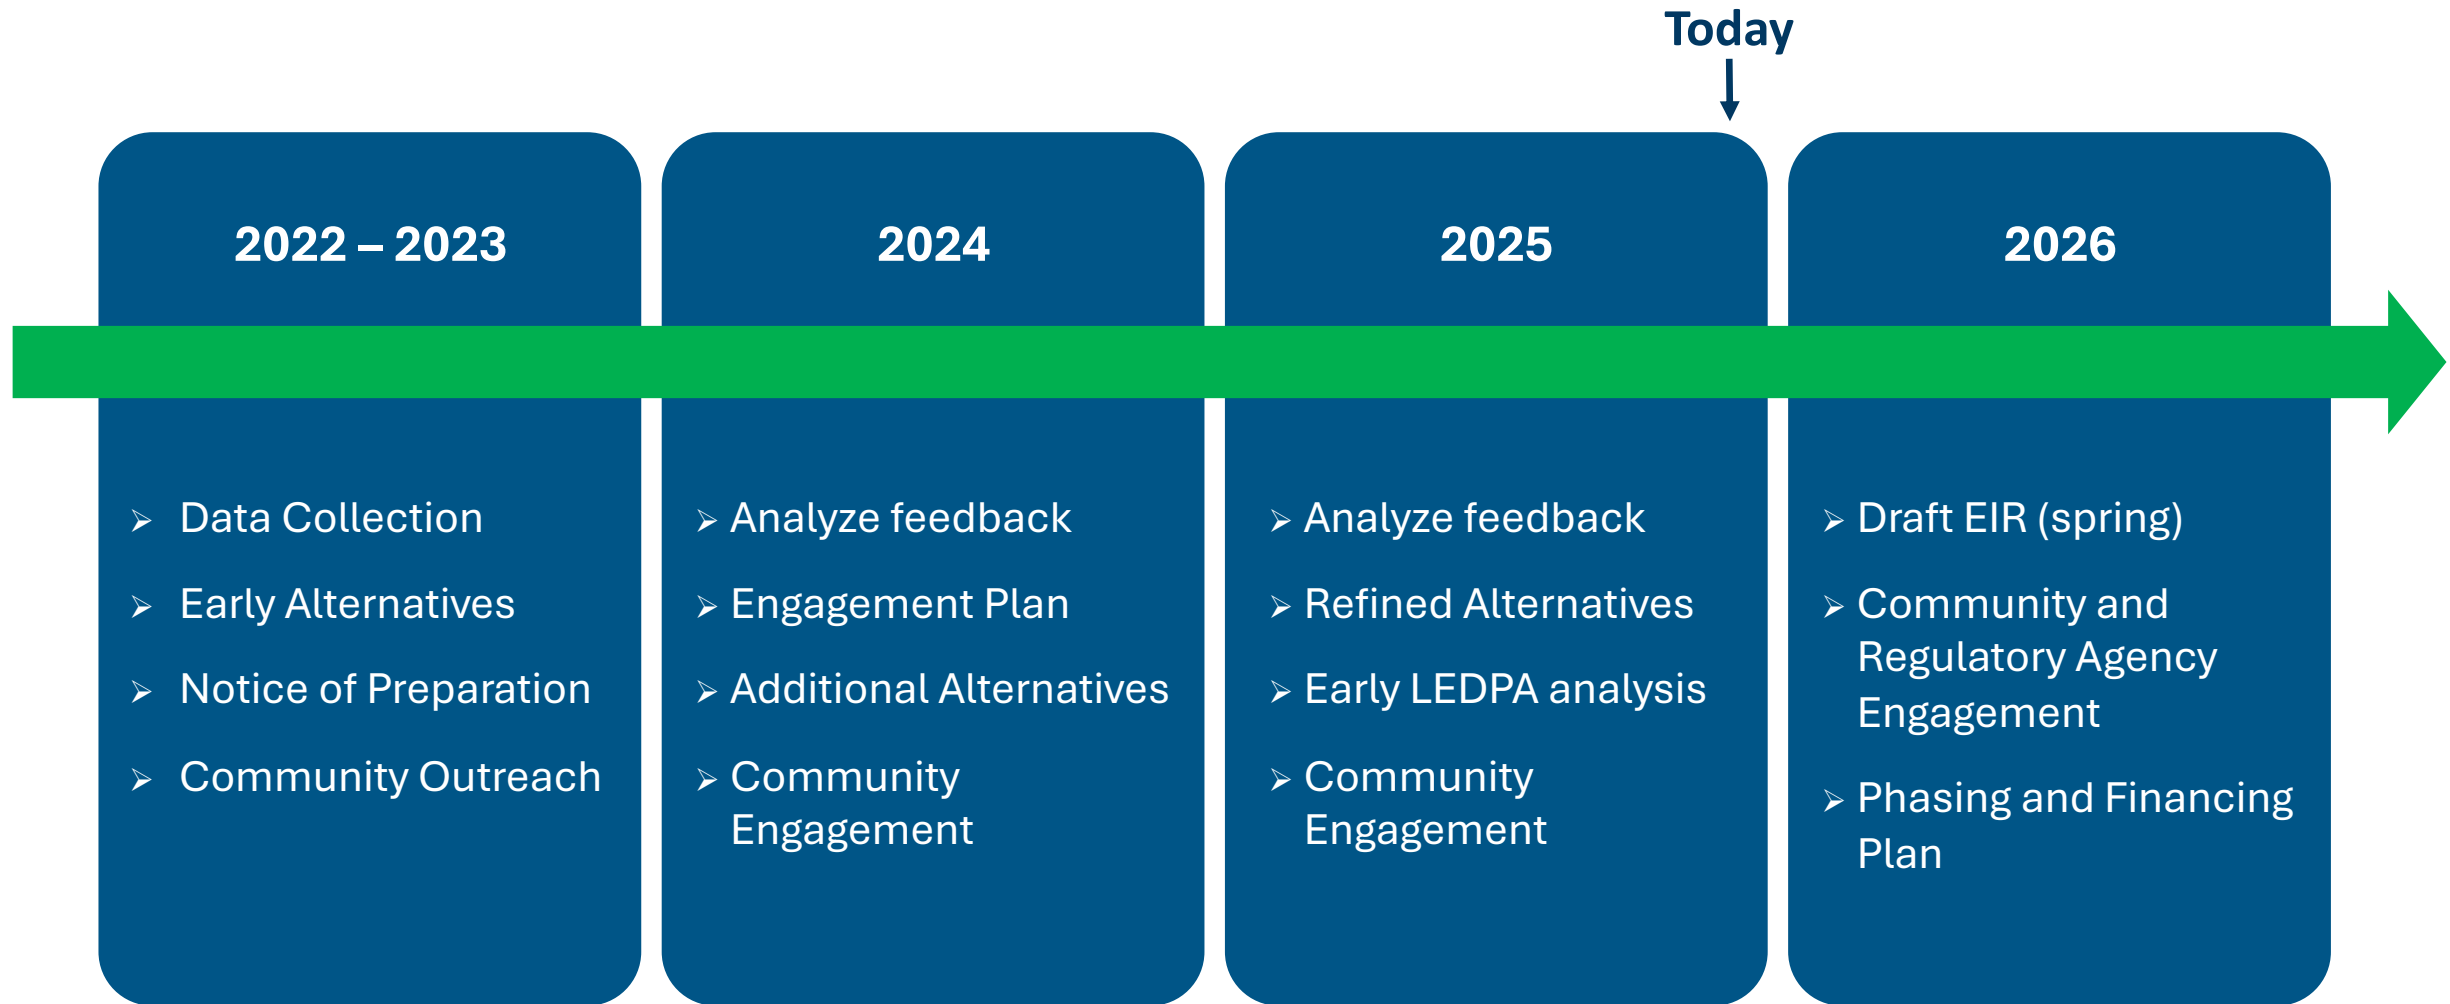 Today
2022 – 2023
➢ Data Collection
➢ Early Alternatives
➢ Notice of Preparation
➢ Community Outreach
2024
➢ Analyze feedback
➢ Engagement Plan
➢ Additional Alternatives
➢ Community
Engagement
2025
➢ Analyze feedback
➢ Refined Alternatives
➢ Early LEDPA analysis
➢ Community
Engagement
2026
➢ Draft EIR (spring)
➢ Community and
Regulatory Agency
Engagement
➢ Phasing and Financing
Plan